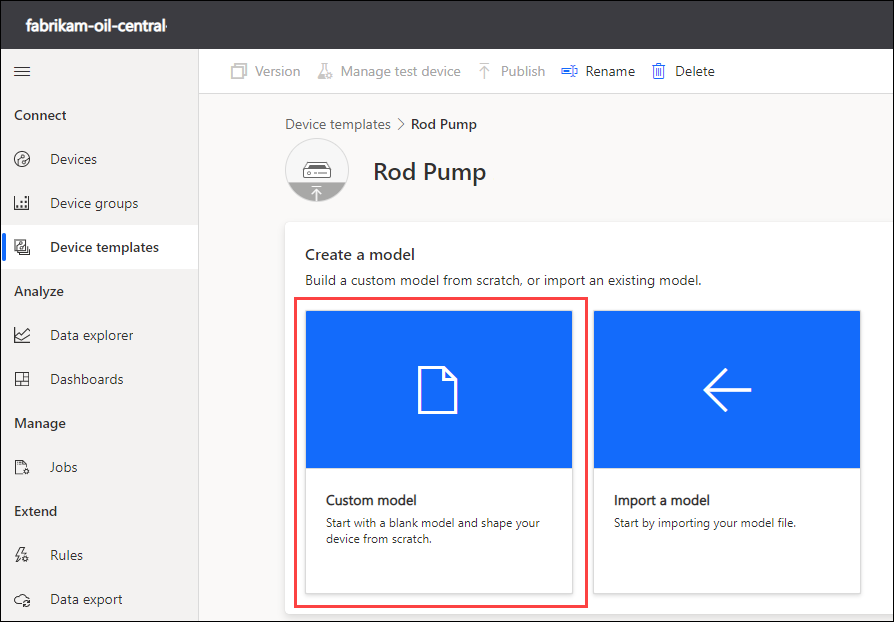 fabrikam-oil-central
Version Manage test device Publish Rename Delete
Connect
Devices
Device groups
Device templates
Analyze
Data explorer
Dashboards
Manage
Jobs
Extend
Rules
Data export
Device templates > Rod Pump
Rod Pump
Create a model
Build a custom model from scratch, or import an existing model.
Custom model
Start with a blank model and shape your
device from scratch.
Import a model
Start by importing your model file.